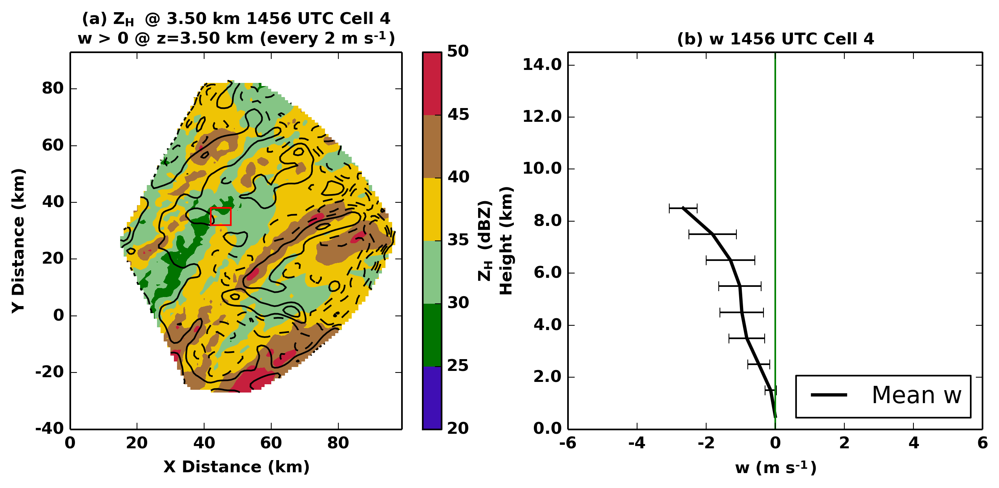 (a) Z_H @ 3.50 km 1456 UTC Cell 4
w > 0 @ z=3.50 km (every 2 m s⁻¹)
80
60
40
20
0
-20
-40
0 20 40 60 80
Y Distance (km)
X Distance (km)
50
45
40
35
30
25
20
Z_H (dBZ)
(b) w 1456 UTC Cell 4
14.0
12.0
10.0
8.0
6.0
4.0
2.0
0.0
Height (km)
Mean w
-6 -4 -2 0 2 4 6
w (m s⁻¹)